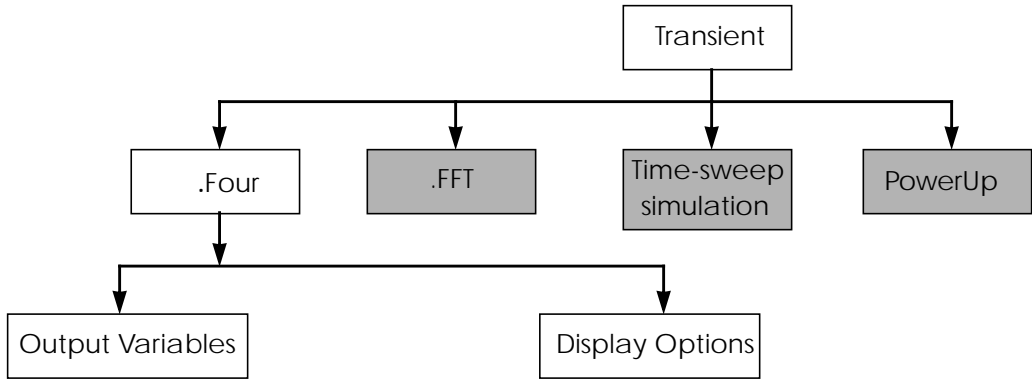 Transient
.Four
.FFT
Time-sweep
simulation
PowerUp
Output Variables
Display Options